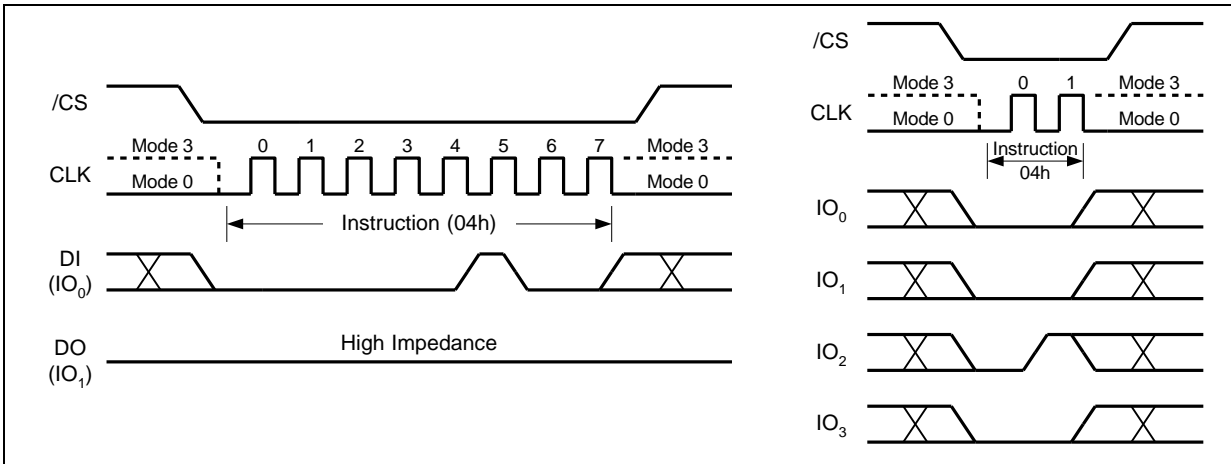 /CS
Mode 3
0 1 2 3 4 5 6 7
Mode 3
CLK
Mode 0
Mode 0
Instruction (04h)
DI
(IO0)
DO
(IO1)
High Impedance
/CS
Mode 3
0 1
Mode 3
CLK
Mode 0
Mode 0
Instruction
04h
IO0
IO1
IO2
IO3